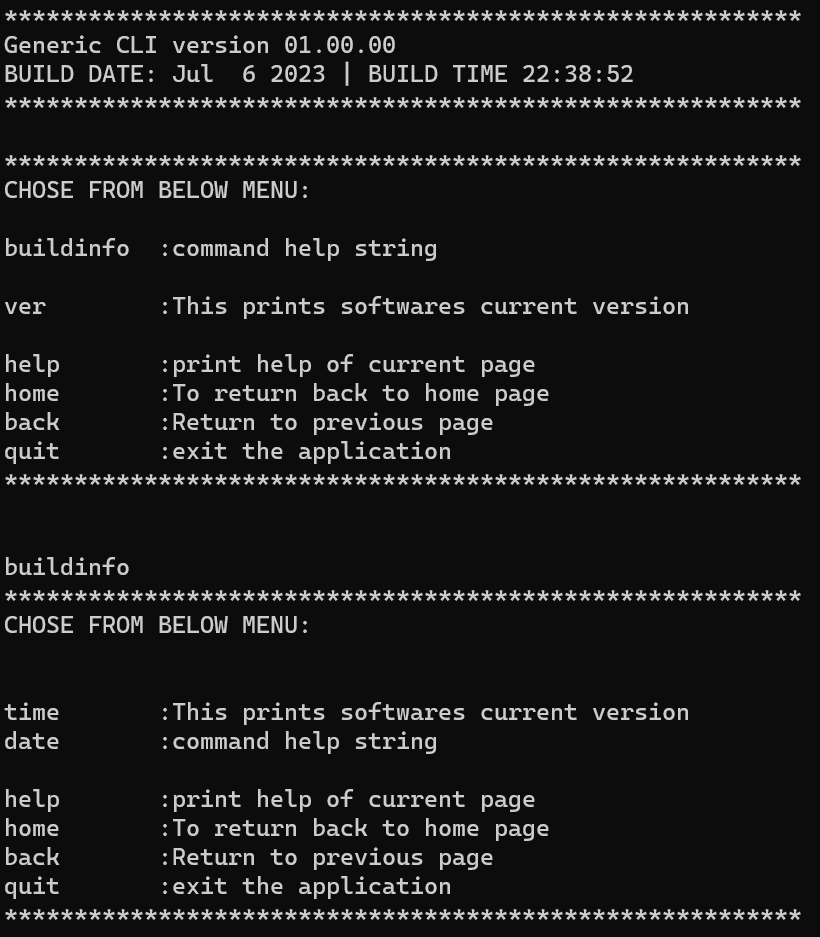 *********************************************************
Generic CLI version 01.00.00
BUILD DATE: Jul  6 2023 | BUILD TIME 22:38:52
*********************************************************
*********************************************************
CHOSE FROM BELOW MENU:
buildinfo  :command help string
ver        :This prints softwares current version
help       :print help of current page
home       :To return back to home page
back       :Return to previous page
quit       :exit the application
*********************************************************
buildinfo
*********************************************************
CHOSE FROM BELOW MENU:
time       :This prints softwares current version
date       :command help string
help       :print help of current page
home       :To return back to home page
back       :Return to previous page
quit       :exit the application
*********************************************************